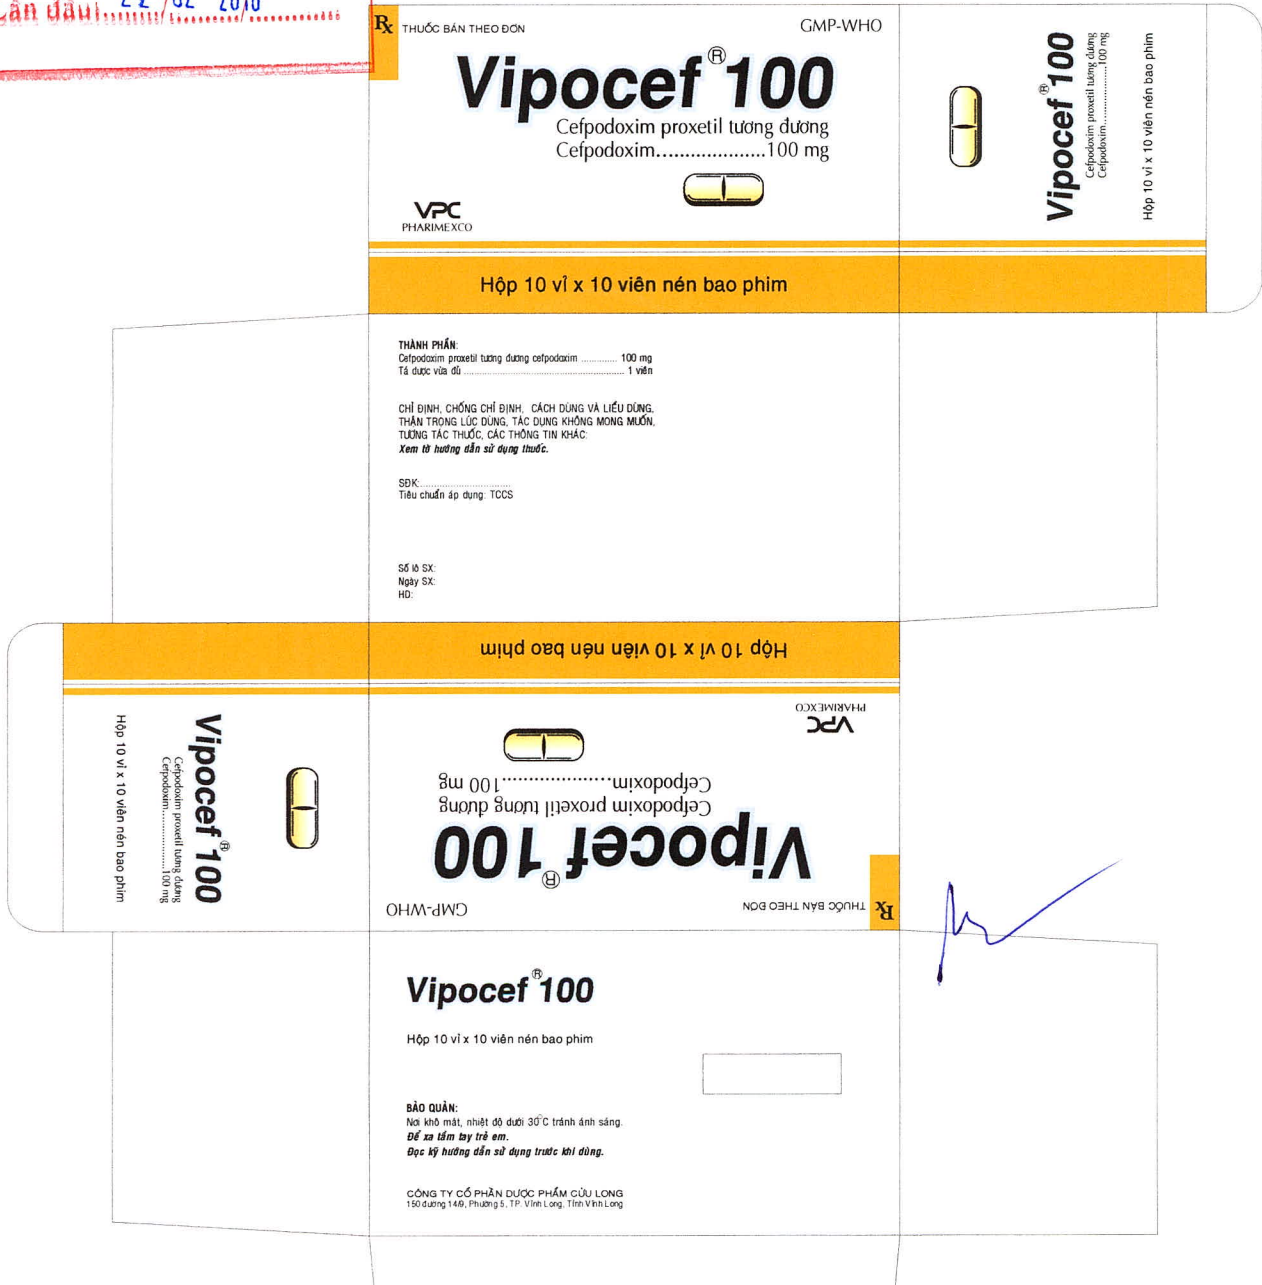 Lần đầu: 22/02/2010
Rx THUỐC BÁN THEO ĐƠN
GMP-WHO
Vipocef® 100
Cefpodoxim proxetil tương đương
Cefpodoxim....................100 mg
VPC
PHARIMEXCO
Hộp 10 vỉ x 10 viên nén bao phim
Vipocef® 100
Cefpodoxim proxetil tương đương
Cefpodoxim....................100 mg
Hộp 10 vỉ x 10 viên nén bao phim
THÀNH PHẦN:
Cefpodoxim proxetil tương đương cefpodoxim .............. 100 mg
Tá dược vừa đủ ................................................................ 1 viên
CHỈ ĐỊNH, CHỐNG CHỈ ĐỊNH, CÁCH DÙNG VÀ LIỀU DÙNG,
THẬN TRỌNG LÚC DÙNG, TÁC DỤNG KHÔNG MONG MUỐN,
TƯƠNG TÁC THUỐC, CÁC THÔNG TIN KHÁC:
Xem tờ hướng dẫn sử dụng thuốc.
SĐK:..................................
Tiêu chuẩn áp dụng: TCCS
Số lô SX:
Ngày SX:
HD:
Hộp 10 vỉ x 10 viên nén bao phim
VPC
PHARIMEXCO
Rx THUỐC BÁN THEO ĐƠN
GMP-WHO
Vipocef® 100
Cefpodoxim proxetil tương đương
Cefpodoxim....................100 mg
Vipocef® 100
Cefpodoxim proxetil tương đương
Cefpodoxim....................100 mg
Hộp 10 vỉ x 10 viên nén bao phim
Vipocef® 100
Hộp 10 vỉ x 10 viên nén bao phim
BẢO QUẢN:
Nơi khô mát, nhiệt độ dưới 30°C tránh ánh sáng.
Để xa tầm tay trẻ em.
Đọc kỹ hướng dẫn sử dụng trước khi dùng.
CÔNG TY CỔ PHẦN DƯỢC PHẨM CỬU LONG
150 đường 14/9, Phường 5, TP. Vĩnh Long, Tỉnh Vĩnh Long